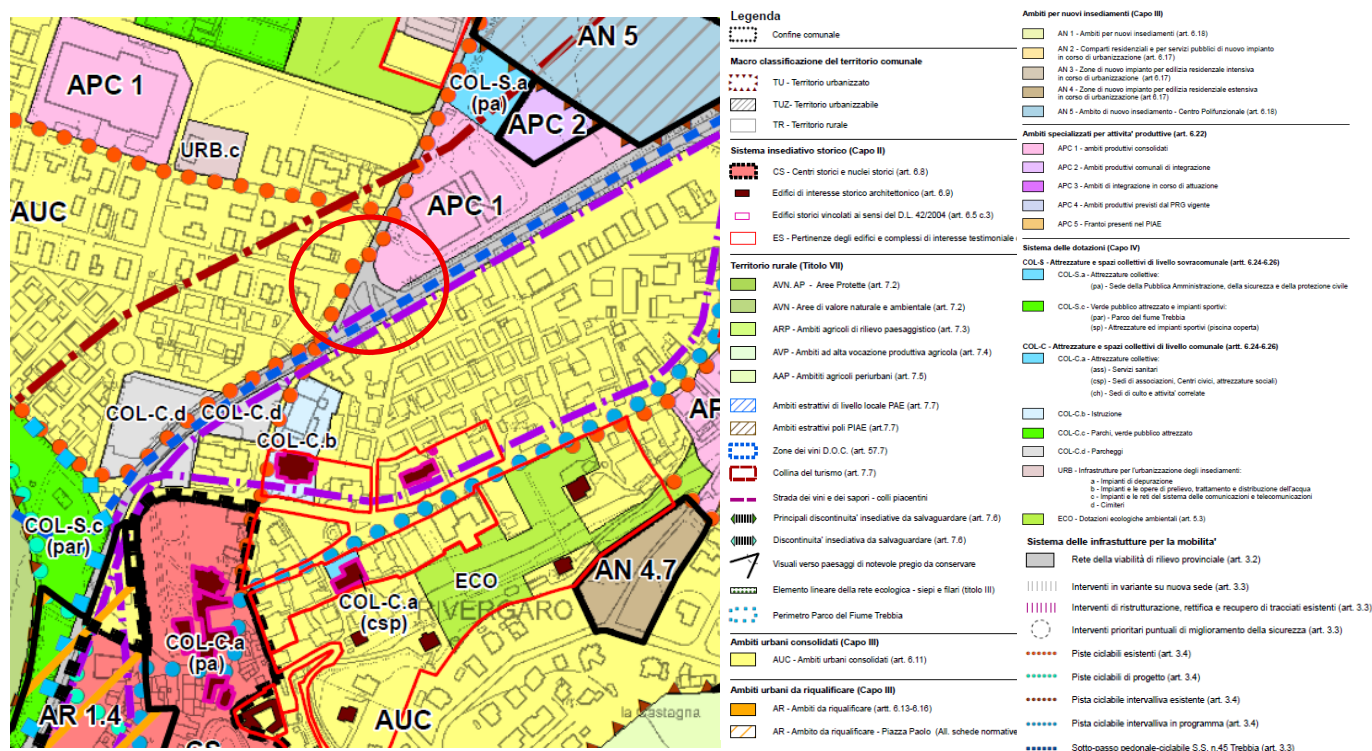 APC 1
URB.c
AUC
COL-S.a
(pa)
AN 5
APC 2
APC 1
COL-C.d
COL-C.d
COL-C.b
COL-S.c
(par)
COL-C.a
(pa)
AR 1.4
COL-C.a
(csp)
ECO
AN 4.7
AUC
la Castagna
Legenda
Confine comunale
Macro classificazione del territorio comunale
TU - Territorio urbanizzato
TUZ- Territorio urbanizzabile
TR - Territorio rurale
Sistema insediativo storico (Capo II)
CS - Centri storici e nuclei storici (art. 6.8)
Edifici di interesse storico architettonico (art. 6.9)
Edifici storici vincolati ai sensi del D.L. 42/2004 (art. 6.5 c.3)
ES - Pertinenze degli edifici e complessi di interesse testimoniale
Territorio rurale (Titolo VII)
AVN. AP - Aree Protette (art. 7.2)
AVN - Aree di valore naturale e ambientale (art. 7.2)
ARP - Ambiti agricoli di rilievo paesaggistico (art. 7.3)
AVP - Ambiti ad alta vocazione produttiva agricola (art. 7.4)
AAP - Ambititi agricoli periurbani (art. 7.5)
Ambiti estrattivi di livello locale PAE (art. 7.7)
Ambiti estrattivi poli PIAE (art.7.7)
Zone dei vini D.O.C. (art. 57.7)
Collina del turismo (art. 7.7)
Strada dei vini e dei sapori - colli piacentini
Principali discontinuita' insediative da salvaguardare (art. 7.6)
Discontinuita' insediativa da salvaguardare (art. 7.6)
Visuali verso paesaggi di notevole pregio da conservare
Elemento lineare della rete ecologica - siepi e filari (titolo III)
Perimetro Parco del Fiume Trebbia
Ambiti urbani consolidati (Capo III)
AUC - Ambiti urbani consolidati (art. 6.11)
Ambiti urbani da riqualificare (Capo III)
AR - Ambiti da riqualificare (artt. 6.13-6.16)
AR - Ambito da riqualificare - Piazza Paolo (All. schede normative
Ambiti per nuovi insediamenti (Capo III)
AN 1 - Ambiti per nuovi insediamenti (art. 6.18)
AN 2 - Comparti residenziali e per servizi pubblici di nuovo impianto
in corso di urbanizzazione (art. 6.17)
AN 3 - Zone di nuovo impianto per edilizia residenzale intensiva
in corso di urbanizzazione (art. 6.17)
AN 4 - Zone di nuovo impianto per edilizia residenziale estensiva
in corso di urbanizzazione (art.6.17)
AN 5 - Ambito di nuovo insediamento - Centro Polifunzionale (art. 6.18)
Ambiti specializzati per attivita' produttive (art. 6.22)
APC 1 - ambiti produttivi consolidati
APC 2 - ambiti produttivi comunali di integrazione
APC 3 - Ambiti di integrazione in corso di attuazione
APC 4 - Ambiti produttivi previsti dal PRG vigente
APC 5 - Frantoi presenti nel PIAE
Sistema delle dotazioni (Capo IV)
COL-S - Attrezzature e spazi collettivi di livello sovracomunale (artt. 6.24-6.26)
COL-S.a - Attrezzature collettive:
(pa) - Sede della Pubblica Amministrazione, della sicurezza e della protezione civile
COL-S.c - Verde pubblico attrezzato e impianti sportivi:
(par) - Parco del fiume Trebbia
(sp) - Attrezzature ed impianti sportivi (piscina coperta)
COL-C - Attrezzature e spazi collettivi di livello comunale (artt. 6.24-6.26)
COL-C.a - Attrezzature collettive:
(ass) - Servizi sanitari
(csp) - Sedi di associazioni, Centri civici, attrezzature sociali)
(ch) - Sedi di culto e attivita' correlate
COL-C.b - Istruzione
COL-C.c - Parchi, verde pubblico attrezzato
COL-C.d - Parcheggi
URB - Infrastrutture per l'urbanizzazione degli insediamenti:
a - Impianti di depurazione
b - Impianti e le opere di prelievo, trattamento e distribuzione dell'acqua
c - Impianti e le reti del sistema delle comunicazioni e telecomunicazioni
d - Cimiteri
ECO - Dotazioni ecologiche ambientali (art. 5.3)
Sistema delle infrastutture per la mobilita'
Rete della viabilità di rilievo provinciale (art. 3.2)
Interventi in variante su nuova sede (art. 3.3)
Interventi di ristrutturazione, rettifica e recupero di tracciati esistenti (art. 3.3)
Interventi prioritari puntuali di miglioramento della sicurezza (art. 3.3)
Piste ciclabili esistenti (art. 3.4)
Piste ciclabili di progetto (art. 3.4)
Pista ciclabile intervalliva esistente (art. 3.4)
Pista ciclabile intervalliva in programma (art. 3.4)
Sotto-passo pedonale-ciclabile S.S. n.45 Trebbia (art. 3.3)